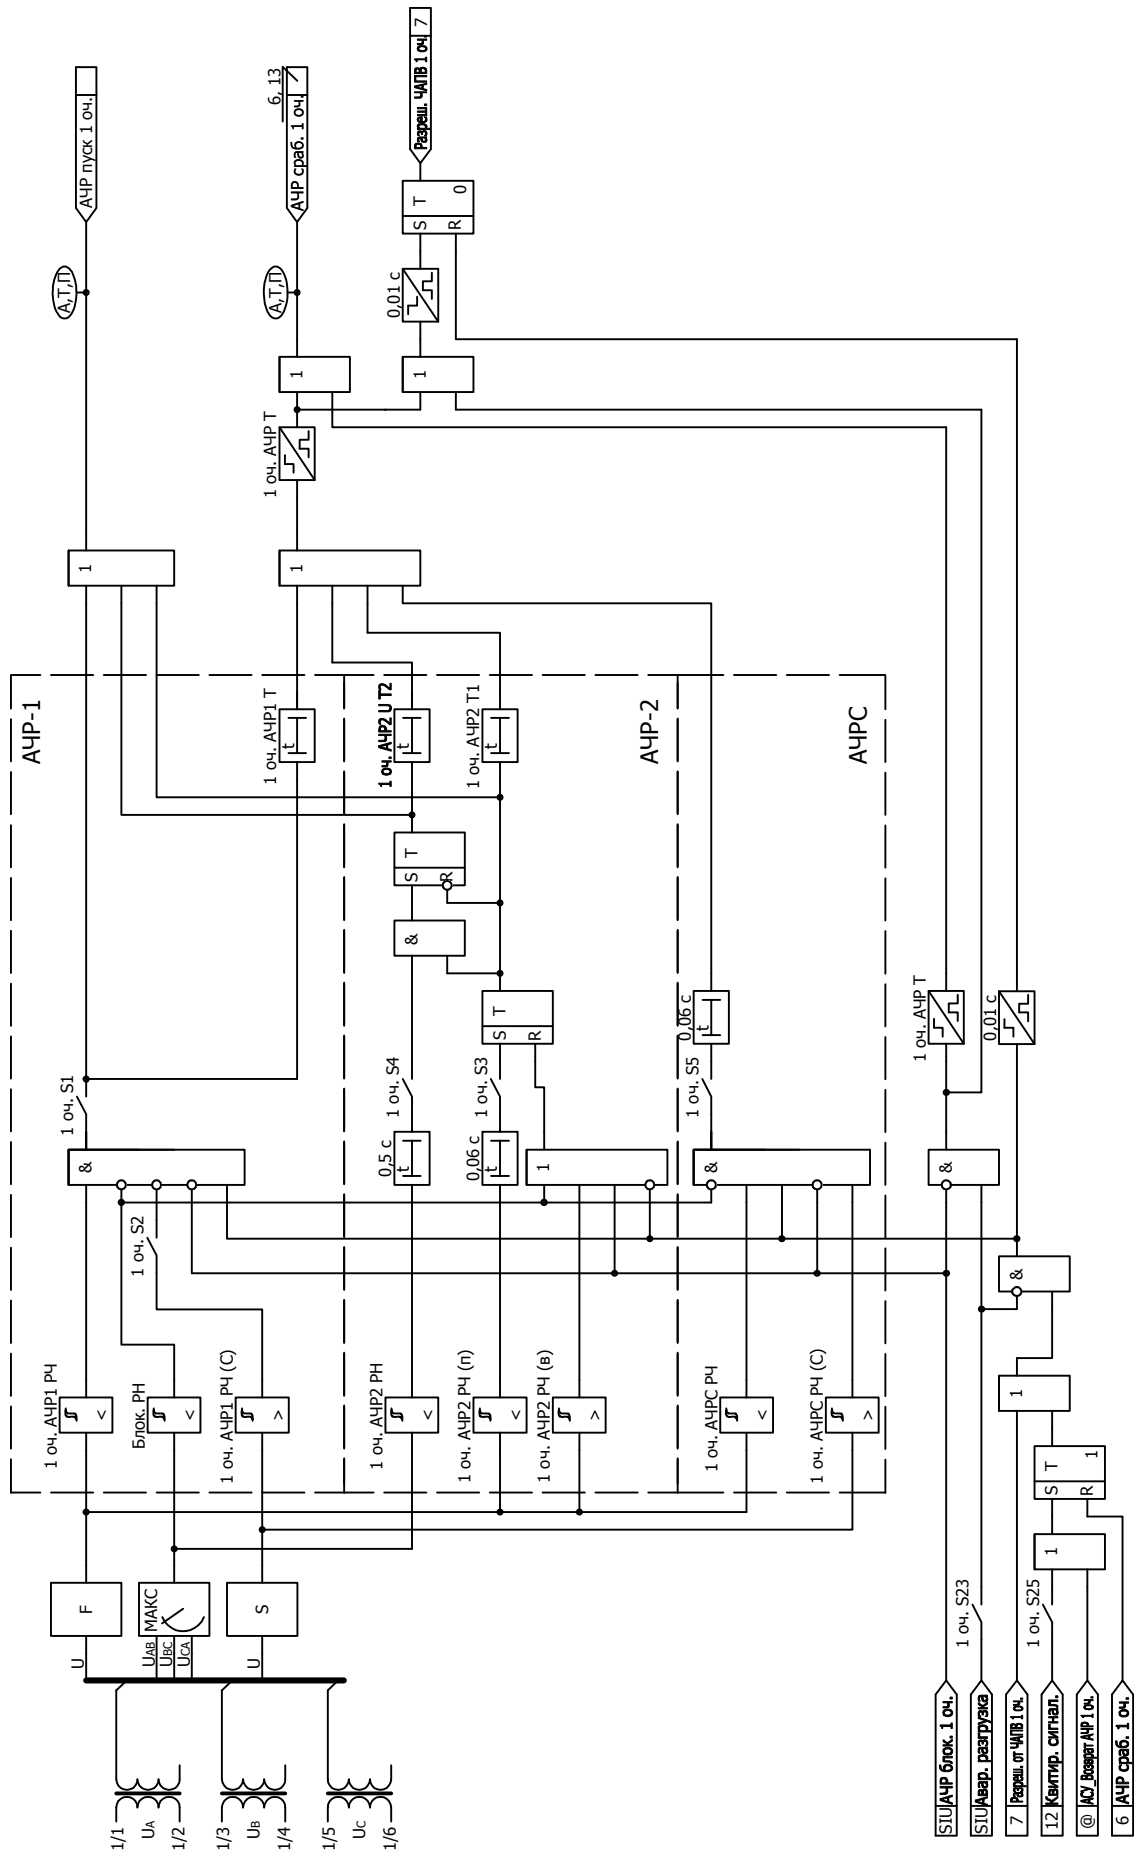 АЧР пуск 1 оч.
6, 13
АЧР сраб. 1 оч.
Разреш. ЧАПВ 1 оч.
7
А,Т,П
А,Т,П
S
T
R
0
0,01 с
1
1
1 оч. АЧР Т
1
1
АЧР-1
АЧР-2
АЧРС
1 оч. АЧР1 Т
t
1 оч. АЧР2 U Т2
t
1 оч. АЧР2 Т1
t
S
T
R
&
S
T
R
0,06 с
t
1 оч. АЧР Т
0,01 с
1 оч. S1
1 оч. S4
1 оч. S3
1 оч. S5
&
0,5 с
t
0,06 с
t
1
&
&
1 оч. S2
&
1 оч. АЧР1 РЧ
<
Блок. РН
<
1 оч. АЧР1 РЧ (С)
>
1 оч. АЧР2 РН
<
1 оч. АЧР2 РЧ (п)
<
1 оч. АЧР2 РЧ (в)
>
1 оч. АЧРС РЧ
<
1 оч. АЧРС РЧ (С)
>
1
S
T
R
1
1
F
МАКС
S
U
UAB
UBC
UCA
U
1 оч. S23
1 оч. S25
1/1
UA
1/2
1/3
UB
1/4
1/5
UC
1/6
SIU
АЧР блок. 1 оч.
SIU
Авар. разгрузка
7
Разреш. от ЧАПВ 1 оч.
12
Квитир. сигнал.
@
АСУ_Возврат АЧР 1 оч.
6
АЧР сраб. 1 оч.